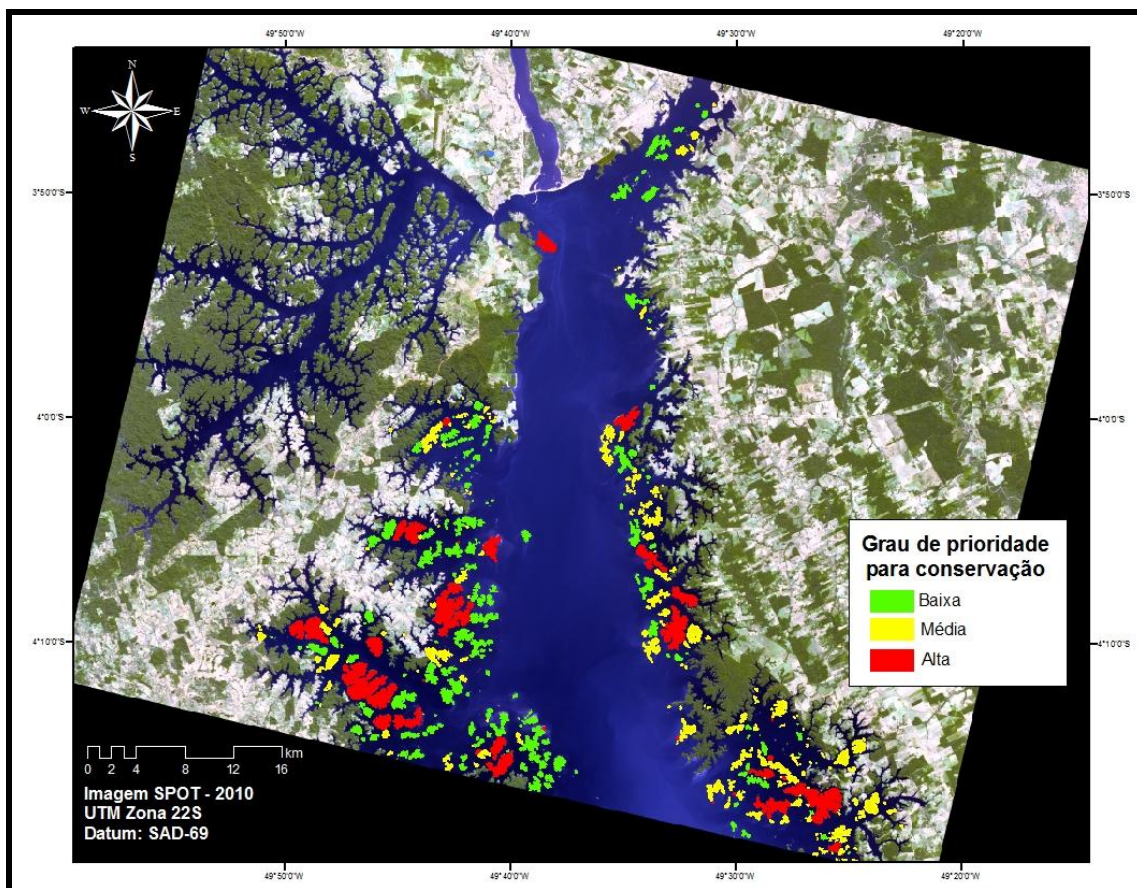 49°50'0"W 49°40'0"W 49°30'0"W 49°20'0"W
N
W E
S
3°50'0"S 3°50'0"S
4°0'0"S 4°0'0"S
4°10'0"S 4°10'0"S
Grau de prioridade
para conservação
Baixa
Média
Alta
km
0 2 4 8 12 16
Imagem SPOT - 2010
UTM Zona 22S
Datum: SAD-69
49°50'0"W 49°40'0"W 49°30'0"W 49°20'0"W